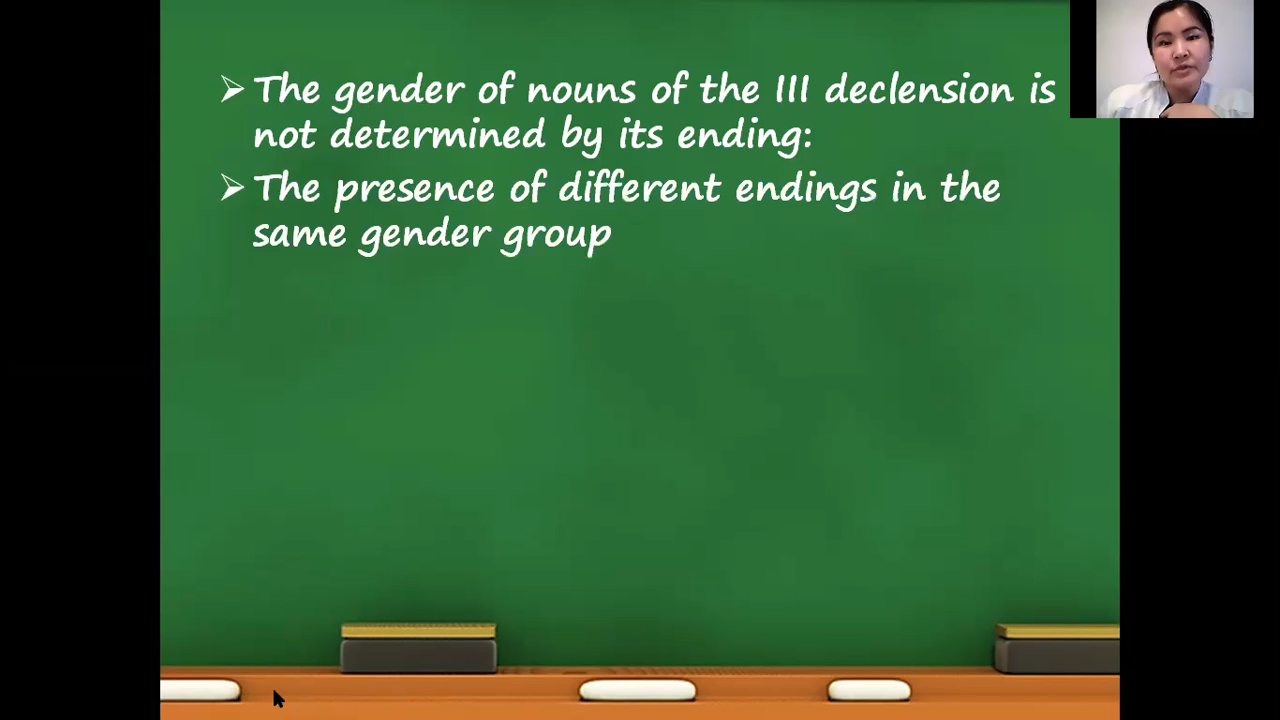 The gender of nouns of the III declension is
not determined by its ending:
The presence of different endings in the
same gender group